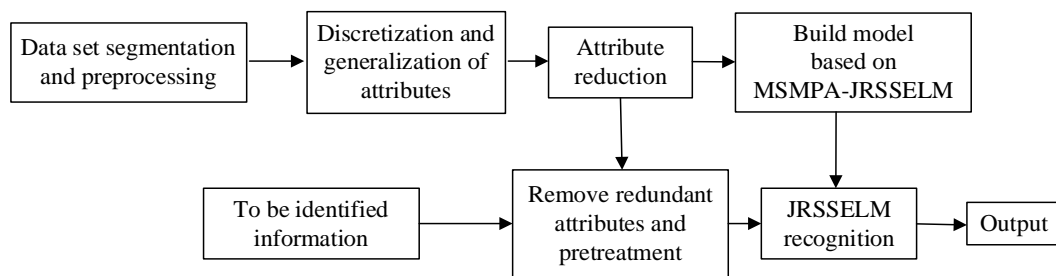 Data set segmentation
and preprocessing
Discretization and
generalization of
attributes
Attribute
reduction
Build model
based on
MSMPA-JRSSELM
To be identified
information
Remove redundant
attributes and
pretreatment
JRSSELM
recognition
Output